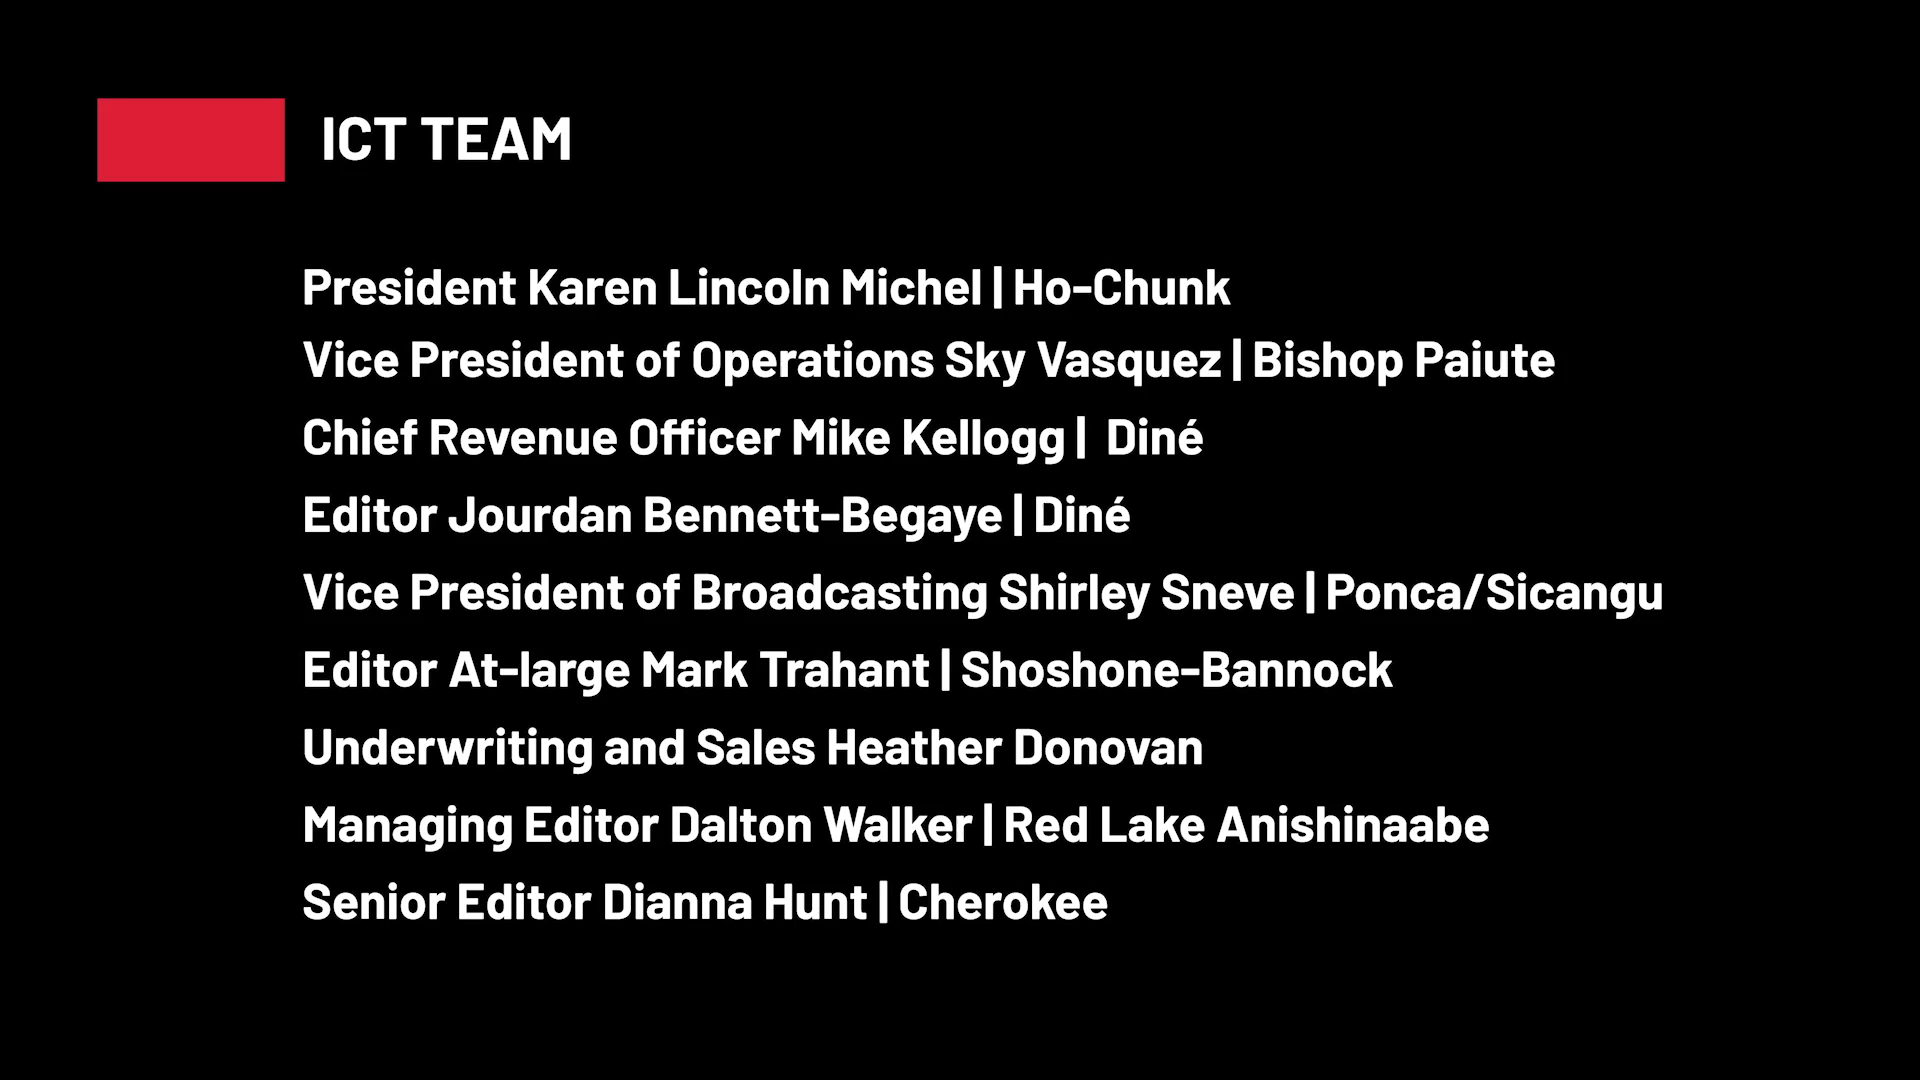 ICT TEAM
President Karen Lincoln Michel | Ho-Chunk
Vice President of Operations Sky Vasquez | Bishop Paiute
Chief Revenue Officer Mike Kellogg |  Diné
Editor Jourdan Bennett-Begaye | Diné
Vice President of Broadcasting Shirley Sneve | Ponca/Sicangu
Editor At-large Mark Trahant | Shoshone-Bannock
Underwriting and Sales Heather Donovan
Managing Editor Dalton Walker | Red Lake Anishinaabe
Senior Editor Dianna Hunt | Cherokee